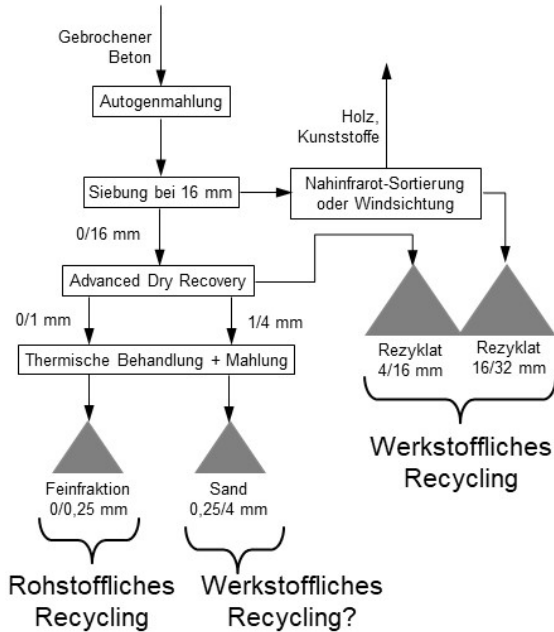 Gebrochener
Beton
Autogenmahlung
Holz,
Kunststoffe
Siebung bei 16 mm
Nahinfrarot-Sortierung
oder Windsichtung
0/16 mm
Advanced Dry Recovery
0/1 mm
1/4 mm
Thermische Behandlung + Mahlung
Rezyklat
4/16 mm
Rezyklat
16/32 mm
Werkstoffliches
Recycling
Feinfraktion
0/0,25 mm
Sand
0,25/4 mm
Rohstoffliches
Recycling
Werkstoffliches
Recycling?